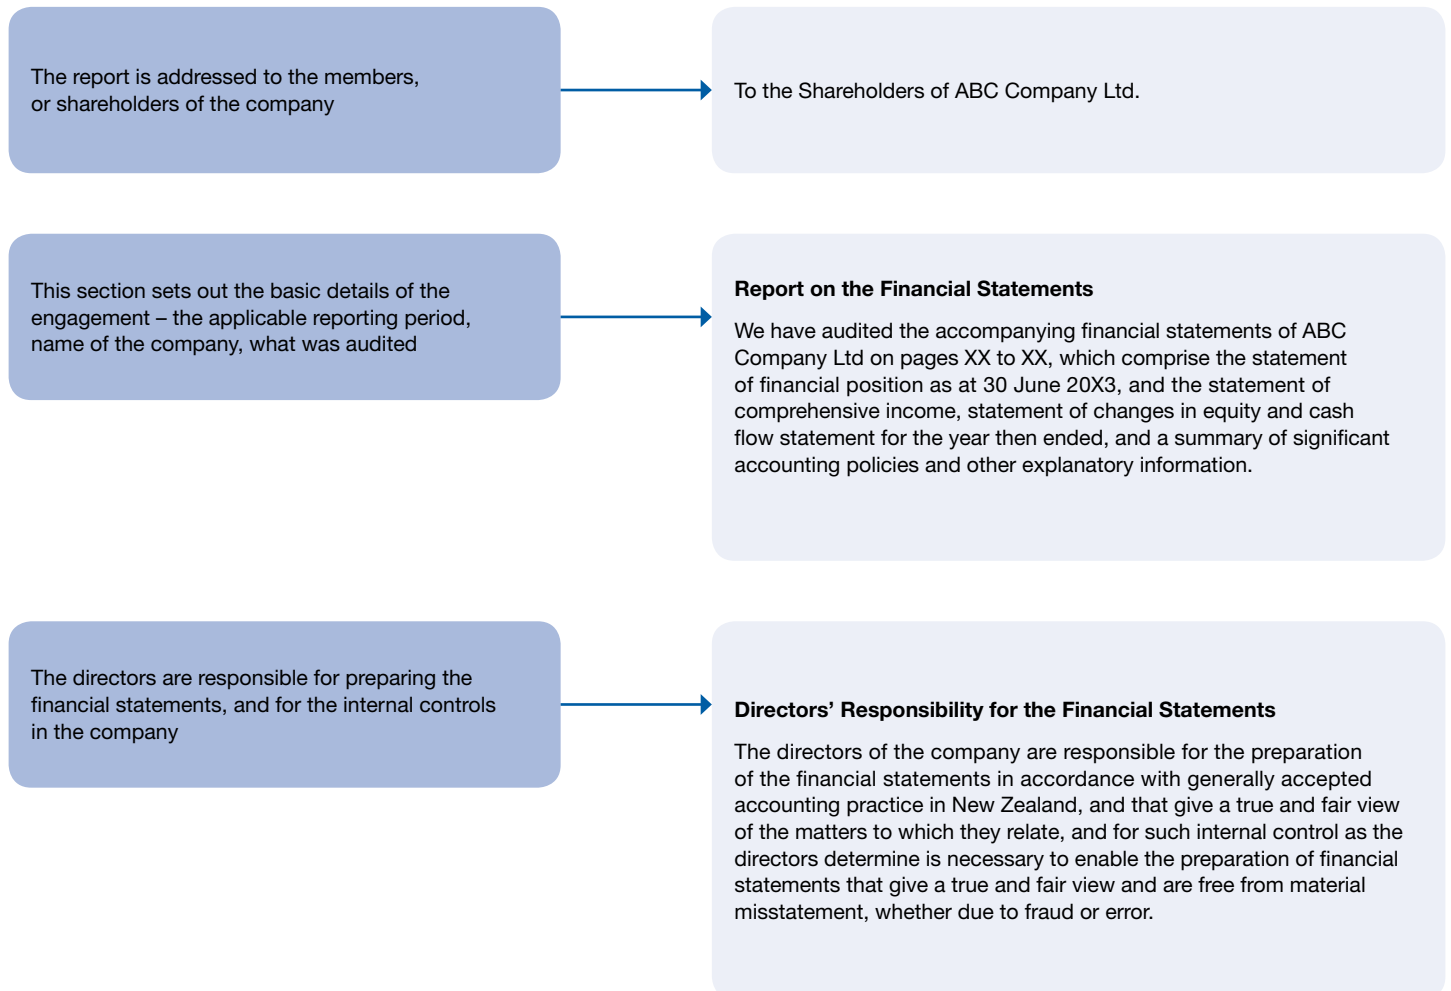 The report is addressed to the members,
or shareholders of the company
To the Shareholders of ABC Company Ltd.
This section sets out the basic details of the
engagement – the applicable reporting period,
name of the company, what was audited
Report on the Financial Statements
We have audited the accompanying financial statements of ABC
Company Ltd on pages XX to XX, which comprise the statement
of financial position as at 30 June 20X3, and the statement of
comprehensive income, statement of changes in equity and cash
flow statement for the year then ended, and a summary of significant
accounting policies and other explanatory information.
The directors are responsible for preparing the
financial statements, and for the internal controls
in the company
Directors’ Responsibility for the Financial Statements
The directors of the company are responsible for the preparation
of the financial statements in accordance with generally accepted
accounting practice in New Zealand, and that give a true and fair view
of the matters to which they relate, and for such internal control as the
directors determine is necessary to enable the preparation of financial
statements that give a true and fair view and are free from material
misstatement, whether due to fraud or error.